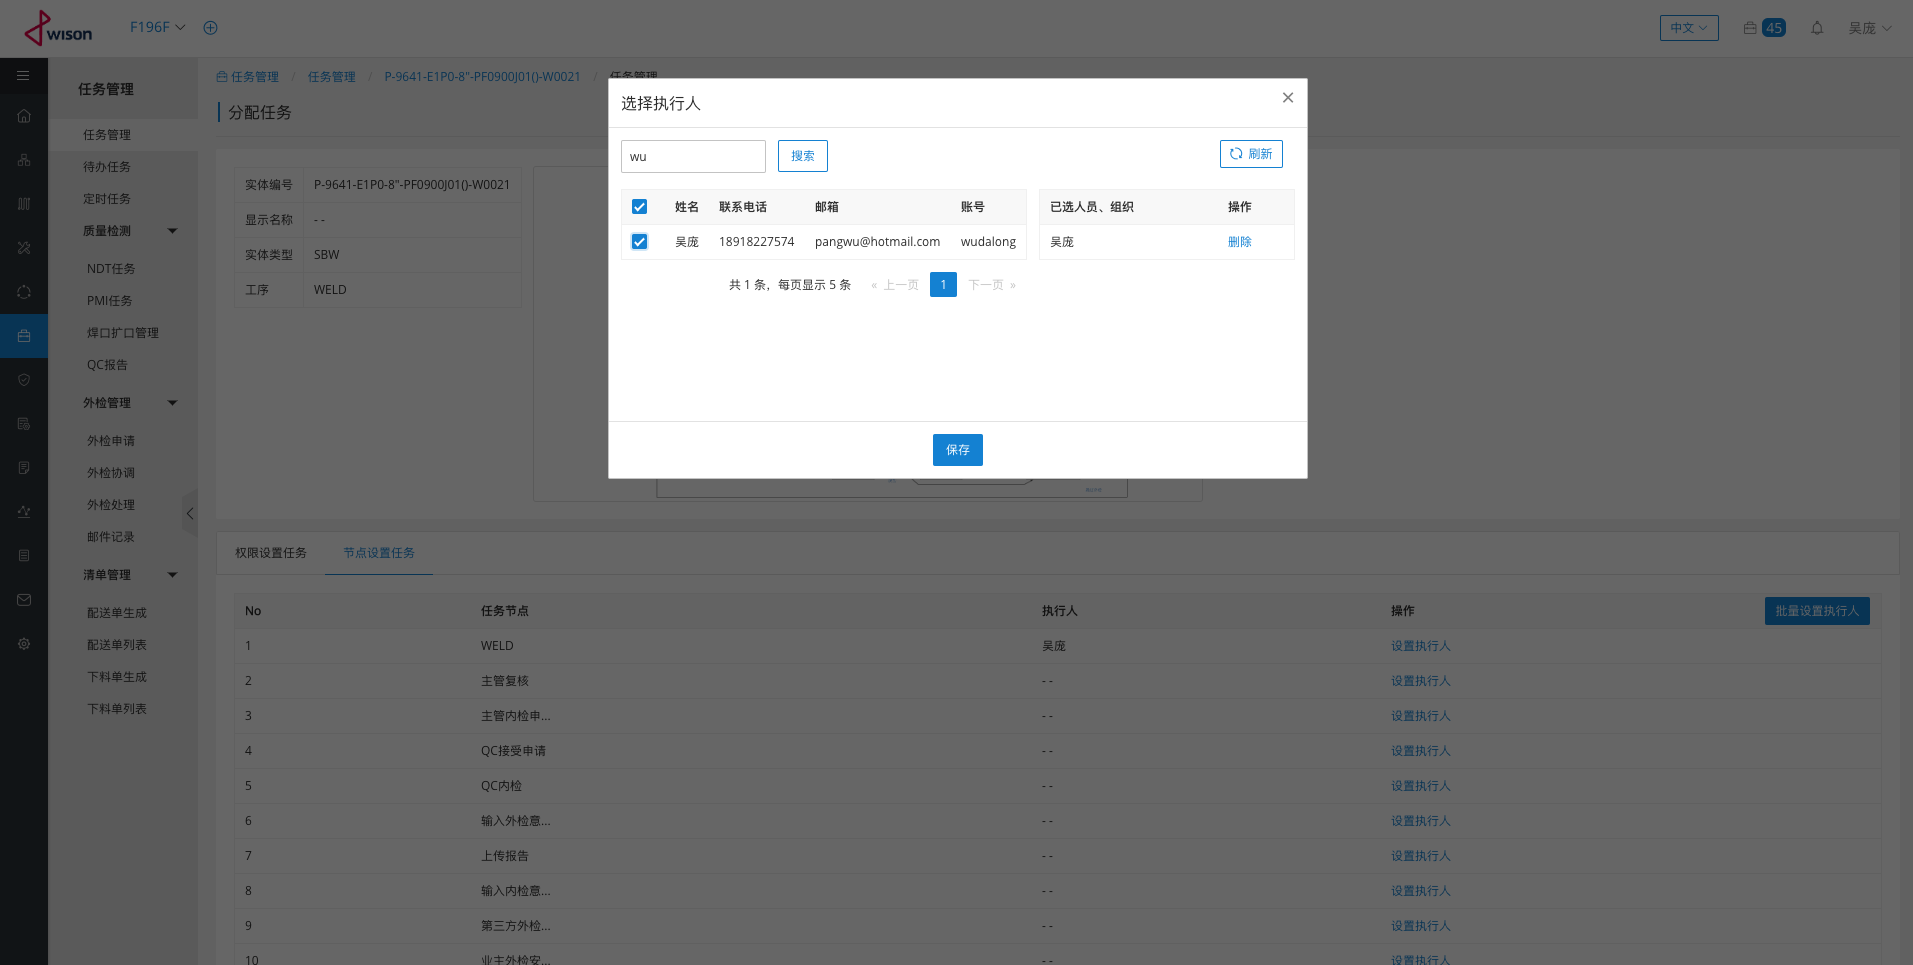 wison
F196F
中文
45
吴庞
任务管理 / 任务管理 / P-9641-E1P0-8"-PF0900J01()-W0021 / 任务管理
任务管理
任务管理
待办任务
定时任务
质量检测
NDT任务
PMI任务
焊口扩口管理
QC报告
外检管理
外检申请
外检协调
外检处理
邮件记录
清单管理
配送单生成
配送单列表
下料单生成
下料单列表
分配任务
实体编号 P-9641-E1P0-8"-PF0900J01()-W0021
显示名称 - -
实体类型 SBW
工序 WELD
选择执行人
wu 搜索 刷新
姓名 联系电话 邮箱 账号
吴庞 18918227574 pangwu@hotmail.com wudalong
已选人员、组织 操作
吴庞 删除
共 1 条，每页显示 5 条 « 上一页 1 下一页 »
保存
权限设置任务 节点设置任务
No 任务节点 执行人 操作 批量设置执行人
1 WELD 吴庞 设置执行人
2 主管复核 - - 设置执行人
3 主管内检申... - - 设置执行人
4 QC接受申请 - - 设置执行人
5 QC内检 - - 设置执行人
6 输入外检意... - - 设置执行人
7 上传报告 - - 设置执行人
8 输入内检意... - - 设置执行人
9 第三方外检... - - 设置执行人
10 业主外检安... - - 设置执行人